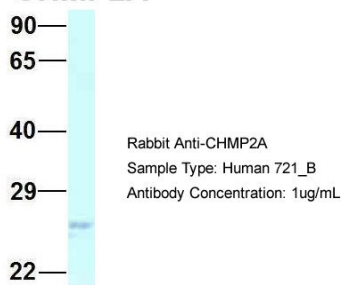 90
65
40
Rabbit Anti-CHMP2A
Sample Type: Human 721_B
29
Antibody Concentration: 1ug/mL
22